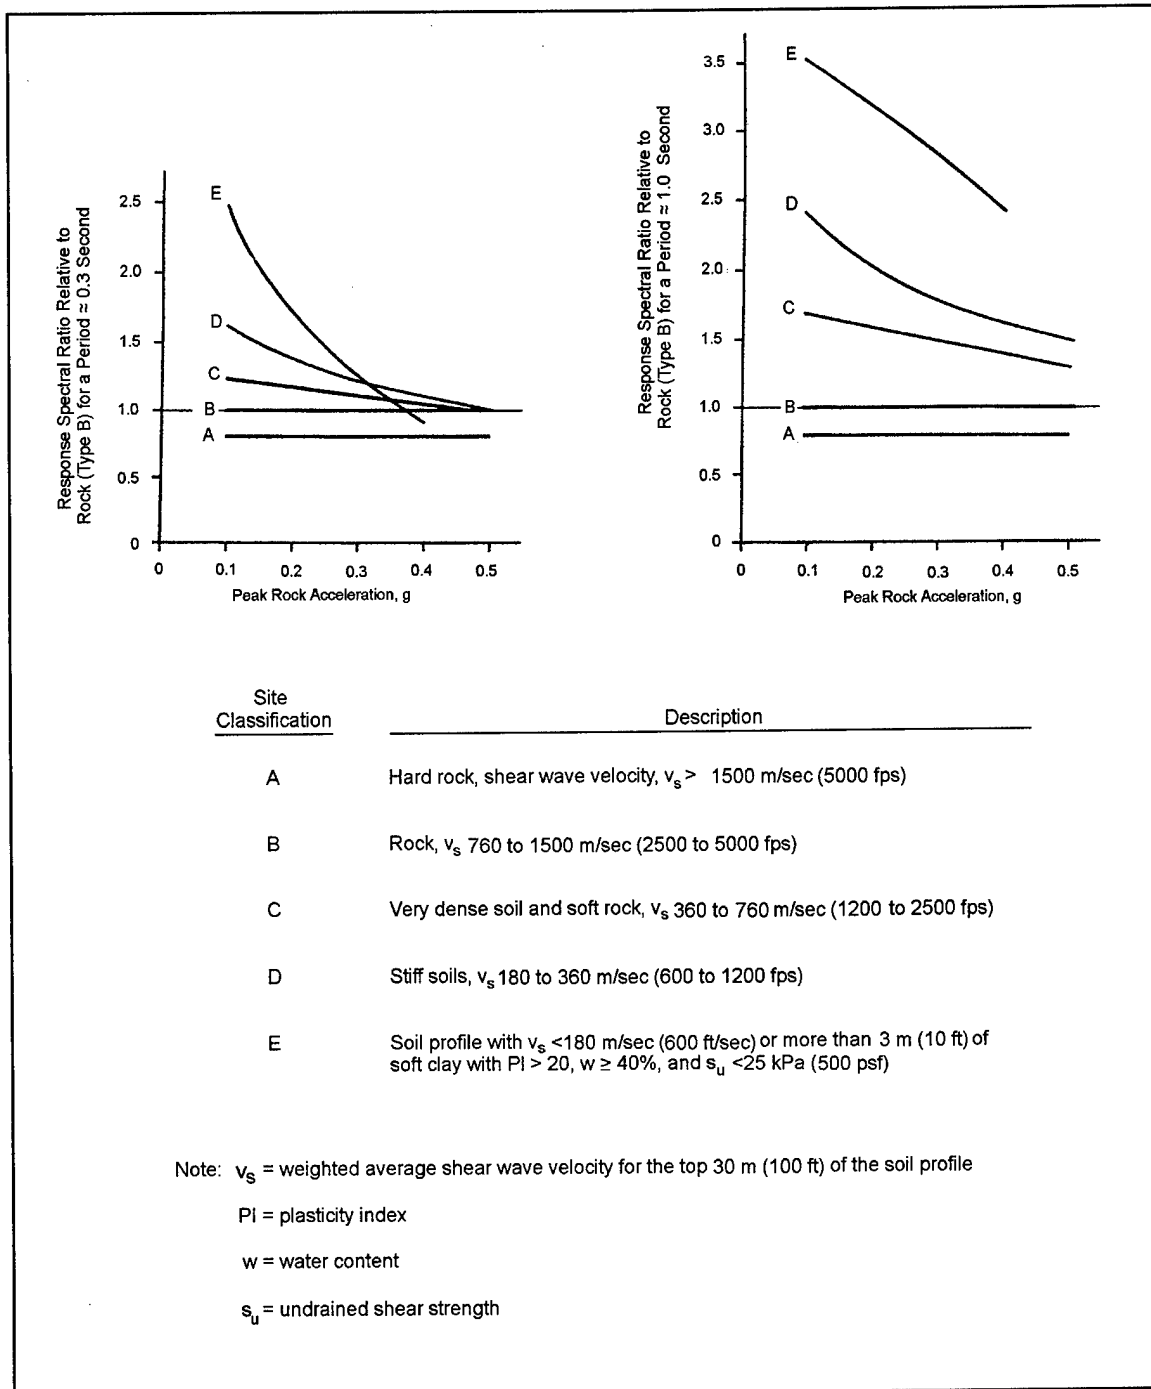 Response Spectral Ratio Relative to
Rock (Type B) for a Period ≈ 0.3 Second
2.5
2.0
1.5
1.0
0.5
0
E
D
C
B
A
0 0.1 0.2 0.3 0.4 0.5
Peak Rock Acceleration, g
Response Spectral Ratio Relative to
Rock (Type B) for a Period ≈ 1.0 Second
3.5
3.0
2.5
2.0
1.5
1.0
0.5
0
E
D
C
B
A
0 0.1 0.2 0.3 0.4 0.5
Peak Rock Acceleration, g
Site
Classification Description
A Hard rock, shear wave velocity, vs > 1500 m/sec (5000 fps)
B Rock, vs 760 to 1500 m/sec (2500 to 5000 fps)
C Very dense soil and soft rock, vs 360 to 760 m/sec (1200 to 2500 fps)
D Stiff soils, vs 180 to 360 m/sec (600 to 1200 fps)
E Soil profile with vs <180 m/sec (600 ft/sec) or more than 3 m (10 ft) of
soft clay with PI > 20, w ≥ 40%, and su <25 kPa (500 psf)
Note: vs = weighted average shear wave velocity for the top 30 m (100 ft) of the soil profile
PI = plasticity index
w = water content
su = undrained shear strength